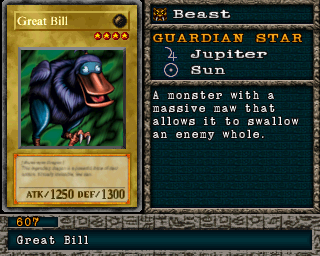 Great Bill
ATK/1250 DEF/1300
Beast
GUARDIAN STAR
Jupiter
Sun
A monster with a
massive maw that
allows it to swallow
an enemy whole.
607
Great Bill